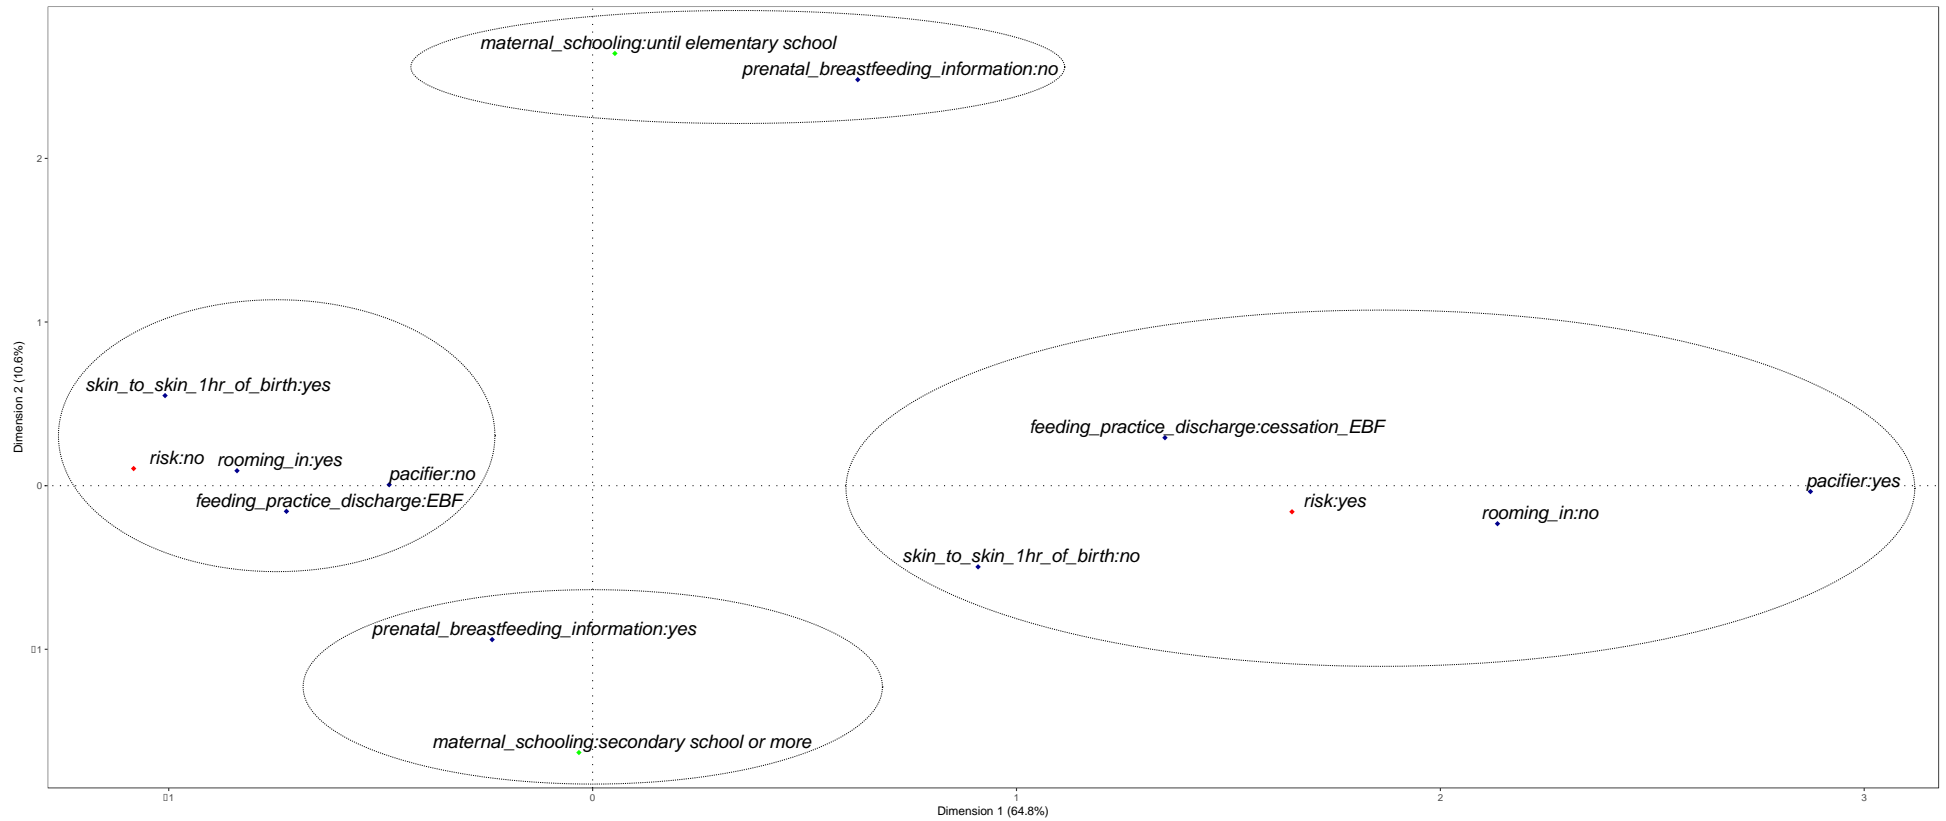 maternal_schooling:until elementary school
prenatal_breastfeeding_information:no
2
1
skin_to_skin_1hr_of_birth:yes
feeding_practice_discharge:cessation_EBF
Dimension 2 (10.6%)
risk:no
rooming_in:yes
pacifier:no
pacifier:yes
0
feeding_practice_discharge:EBF
risk:yes
rooming_in:no
skin_to_skin_1hr_of_birth:no
prenatal_breastfeeding_information:yes
▯1
maternal_schooling:secondary school or more
▯1
0
1
2
3
Dimension 1 (64.8%)